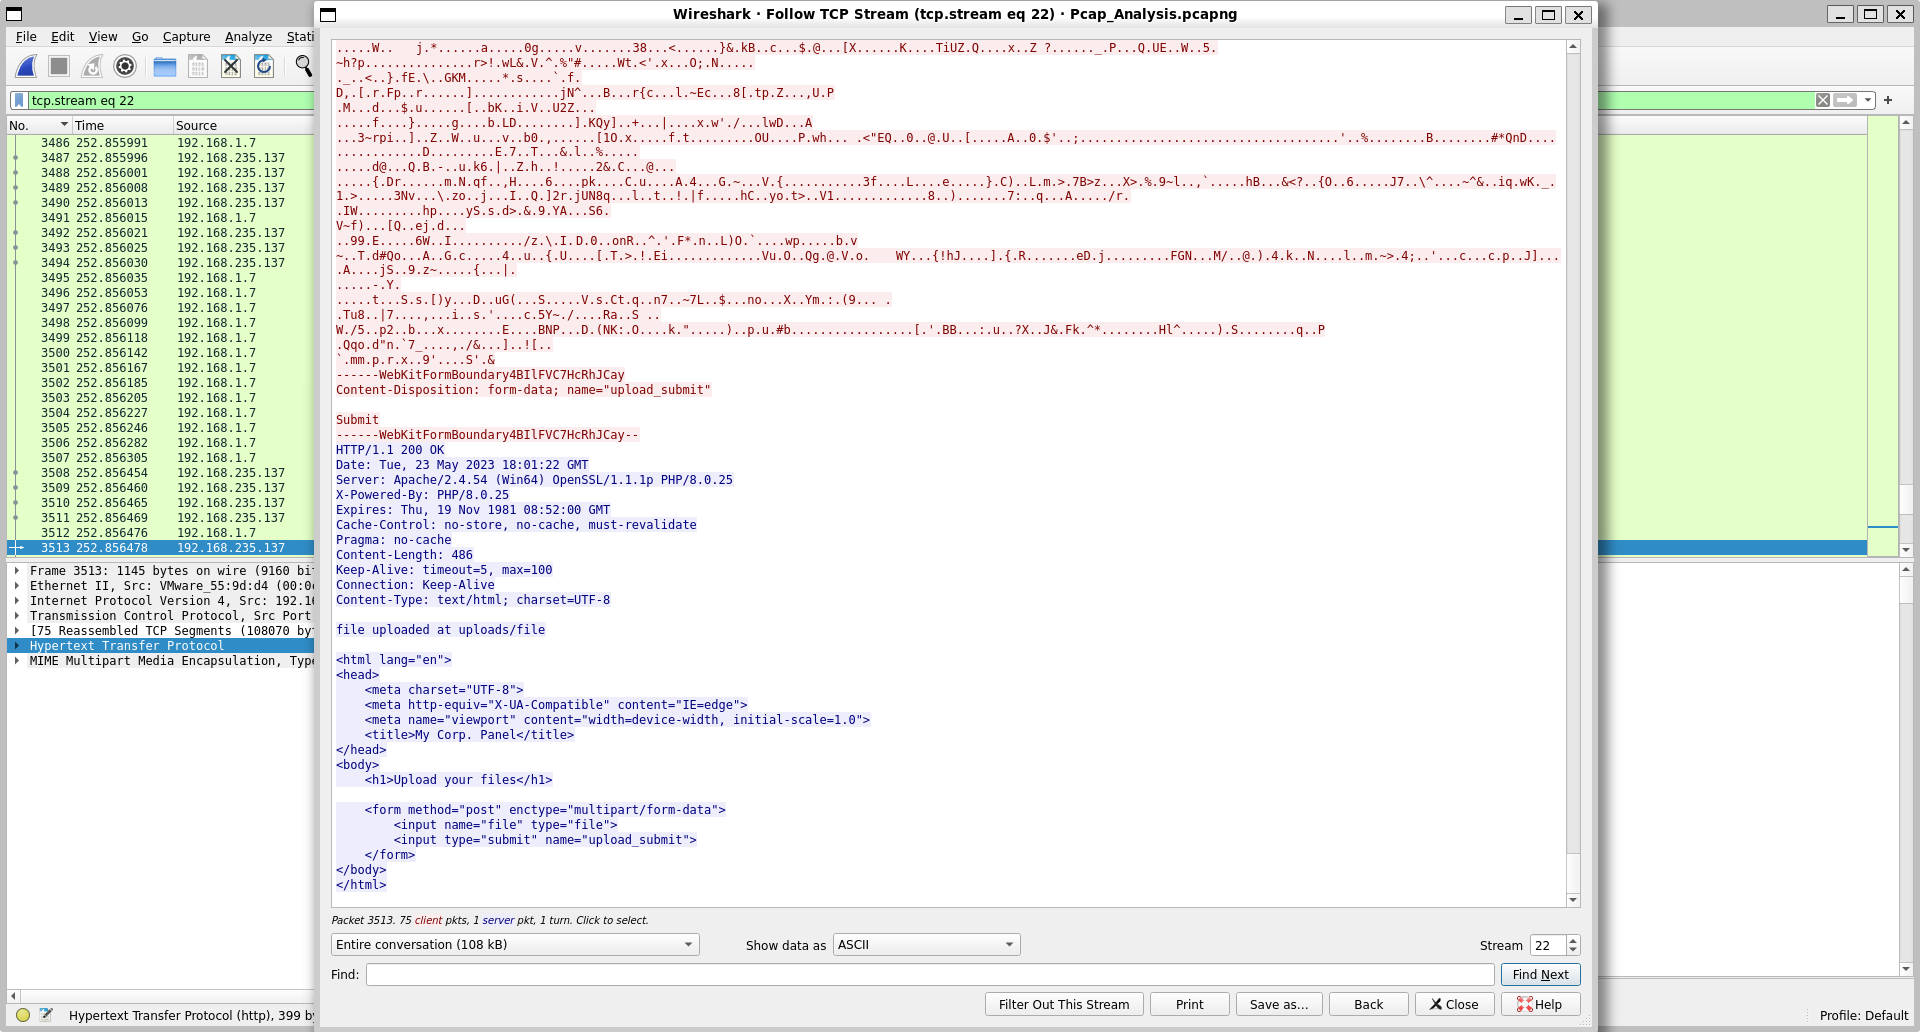 Wireshark · Follow TCP Stream (tcp.stream eq 22) · Pcap_Analysis.pcapng
File Edit View Go Capture Analyze Stati
tcp.stream eq 22
No. Time Source
3486 252.855991 192.168.1.7
3487 252.855996 192.168.235.137
3488 252.856001 192.168.235.137
3489 252.856008 192.168.235.137
3490 252.856013 192.168.235.137
3491 252.856015 192.168.1.7
3492 252.856021 192.168.235.137
3493 252.856025 192.168.235.137
3494 252.856030 192.168.235.137
3495 252.856035 192.168.1.7
3496 252.856053 192.168.1.7
3497 252.856076 192.168.1.7
3498 252.856099 192.168.1.7
3499 252.856118 192.168.1.7
3500 252.856142 192.168.1.7
3501 252.856167 192.168.1.7
3502 252.856185 192.168.1.7
3503 252.856205 192.168.1.7
3504 252.856227 192.168.1.7
3505 252.856246 192.168.1.7
3506 252.856282 192.168.1.7
3507 252.856305 192.168.1.7
3508 252.856454 192.168.235.137
3509 252.856460 192.168.235.137
3510 252.856465 192.168.235.137
3511 252.856469 192.168.235.137
3512 252.856476 192.168.1.7
3513 252.856478 192.168.235.137
Frame 3513: 1145 bytes on wire (9160 bit
Ethernet II, Src: VMware_55:9d:d4 (00:0c
Internet Protocol Version 4, Src: 192.16
Transmission Control Protocol, Src Port
[75 Reassembled TCP Segments (108070 byt
Hypertext Transfer Protocol
MIME Multipart Media Encapsulation, Type
Hypertext Transfer Protocol (http), 399 b
.M...d...$.u......[..bK..i.V..U2Z...
.IW.........hp....yS.s.d>.&.9.YA...S6.
V~f)...[Q..ej.d...
......-.Y.
`.mm.p.r.x..9'....S'.&
------WebKitFormBoundary4BIlFVC7HcRhJCay
Content-Disposition: form-data; name="upload_submit"
Submit
------WebKitFormBoundary4BIlFVC7HcRhJCay--
HTTP/1.1 200 OK
Date: Tue, 23 May 2023 18:01:22 GMT
Server: Apache/2.4.54 (Win64) OpenSSL/1.1.1p PHP/8.0.25
X-Powered-By: PHP/8.0.25
Expires: Thu, 19 Nov 1981 08:52:00 GMT
Cache-Control: no-store, no-cache, must-revalidate
Pragma: no-cache
Content-Length: 486
Keep-Alive: timeout=5, max=100
Connection: Keep-Alive
Content-Type: text/html; charset=UTF-8
file uploaded at uploads/file
<html lang="en">
<head>
<meta charset="UTF-8">
<meta http-equiv="X-UA-Compatible" content="IE=edge">
<meta name="viewport" content="width=device-width, initial-scale=1.0">
<title>My Corp. Panel</title>
</head>
<body>
<h1>Upload your files</h1>
<form method="post" enctype="multipart/form-data">
<input name="file" type="file">
<input type="submit" name="upload_submit">
</form>
</body>
</html>
Packet 3513. 75 client pkts, 1 server pkt, 1 turn. Click to select.
Entire conversation (108 kB) Show data as ASCII Stream 22
Find: Find Next
Filter Out This Stream Print Save as... Back Close Help
Profile: Default